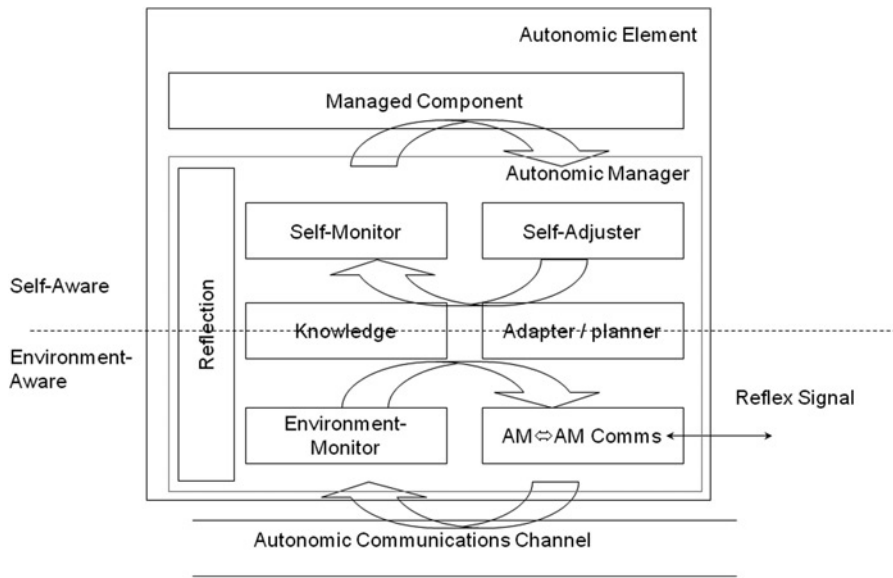 Autonomic Element
Managed Component
Autonomic Manager
Reflection
Self-Monitor
Self-Adjuster
Self-Aware
Knowledge
Adapter / planner
Environment-
Aware
Environment-
Monitor
AM⇔AM Comms
Reflex Signal
Autonomic Communications Channel